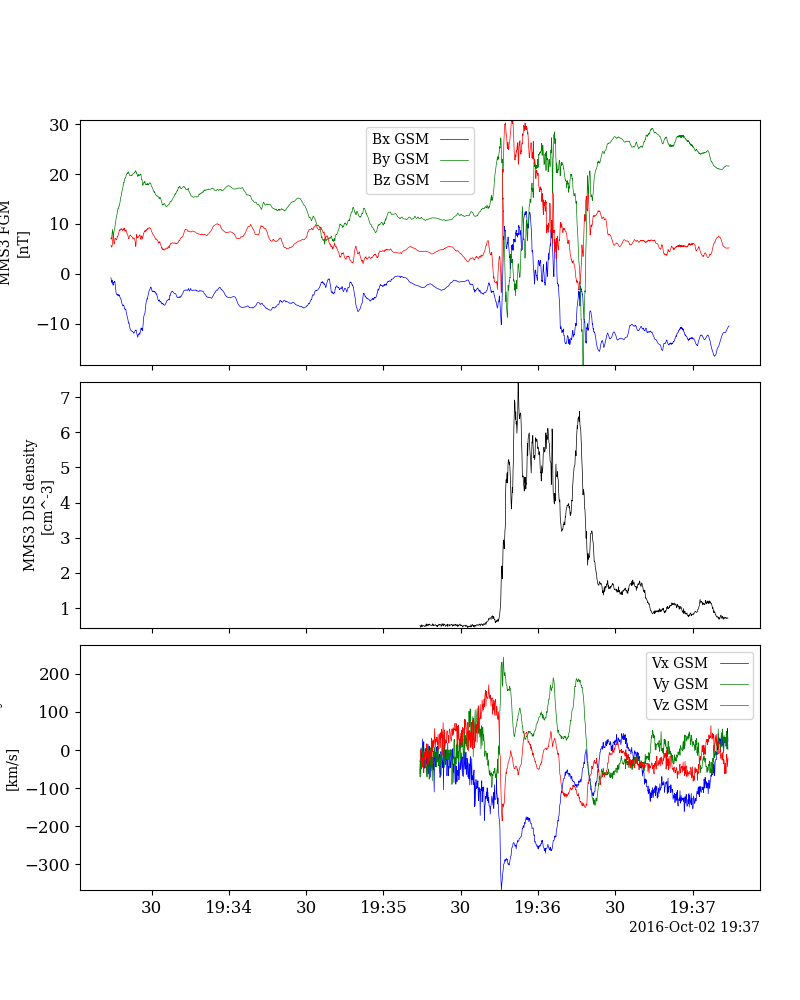 30
20
10
0
−10
MMS3 FGM
[nT]
Bx GSM
By GSM
Bz GSM
7
6
5
4
3
2
1
MMS3 DIS density
[cm^-3]
200
100
0
−100
−200
−300
[km/s]
Vx GSM
Vy GSM
Vz GSM
30
19:34
30
19:35
30
19:36
30
19:37
2016-Oct-02 19:37